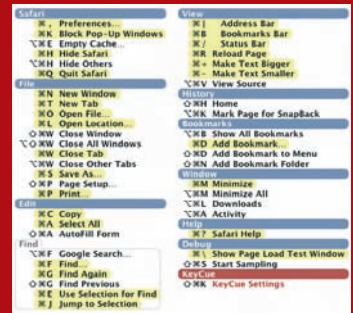 Safari
⌘ , Preferences...
⌘K Block Pop-Up Windows
⌥⌘E Empty Cache...
⌘H Hide Safari
⌥⌘H Hide Others
⌘Q Quit Safari
File
⌘N New Window
⌘T New Tab
⌘O Open File...
⌘L Open Location...
⇧⌘W Close Window
⌥⇧⌘W Close All Windows
⌘W Close Tab
⌥⌘W Close Other Tabs
⌘S Save As...
⇧⌘P Page Setup...
⌘P Print...
Edit
⌘C Copy
⌘A Select All
⇧⌘A AutoFill Form
Find
⌥⌘F Google Search...
⌘F Find...
⌘G Find Again
⇧⌘G Find Previous
⌘E Use Selection for Find
⌘J Jump to Selection
View
⌘| Address Bar
⌘B Bookmarks Bar
⌘/ Status Bar
⌘R Reload Page
⌘+ Make Text Bigger
⌘- Make Text Smaller
⌥⌘V View Source
History
⇧⌘H Home
⌥⌘K Mark Page for SnapBack
Bookmarks
⌥⌘B Show All Bookmarks
⌘D Add Bookmark...
⇧⌘D Add Bookmark to Menu
⇧⌘N Add Bookmark Folder
Window
⌘M Minimize
⌥⌘M Minimize All
⌥⌘L Downloads
⌥⌘A Activity
Help
⌘? Safari Help
Debug
⌘\ Show Page Load Test Window
⇧⌘S Start Sampling
KeyCue
⇧⌘K KeyCue Settings